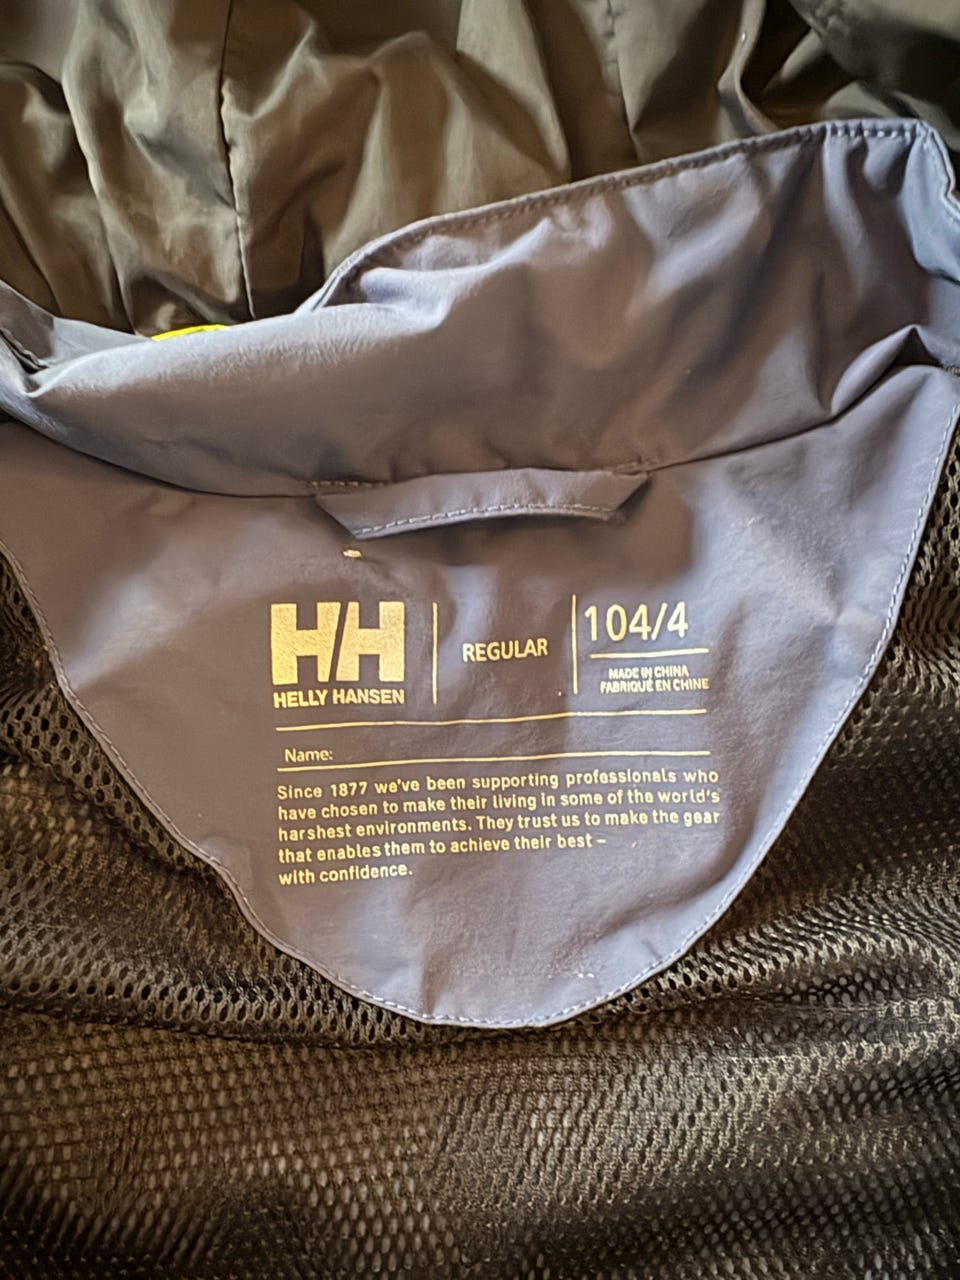 HH
HELLY HANSEN
REGULAR
104/4
MADE IN CHINA
FABRIQUÉ EN CHINE
Name:
Since 1877 we've been supporting professionals who
have chosen to make their living in some of the world's
harshest environments. They trust us to make the gear
that enables them to achieve their best –
with confidence.